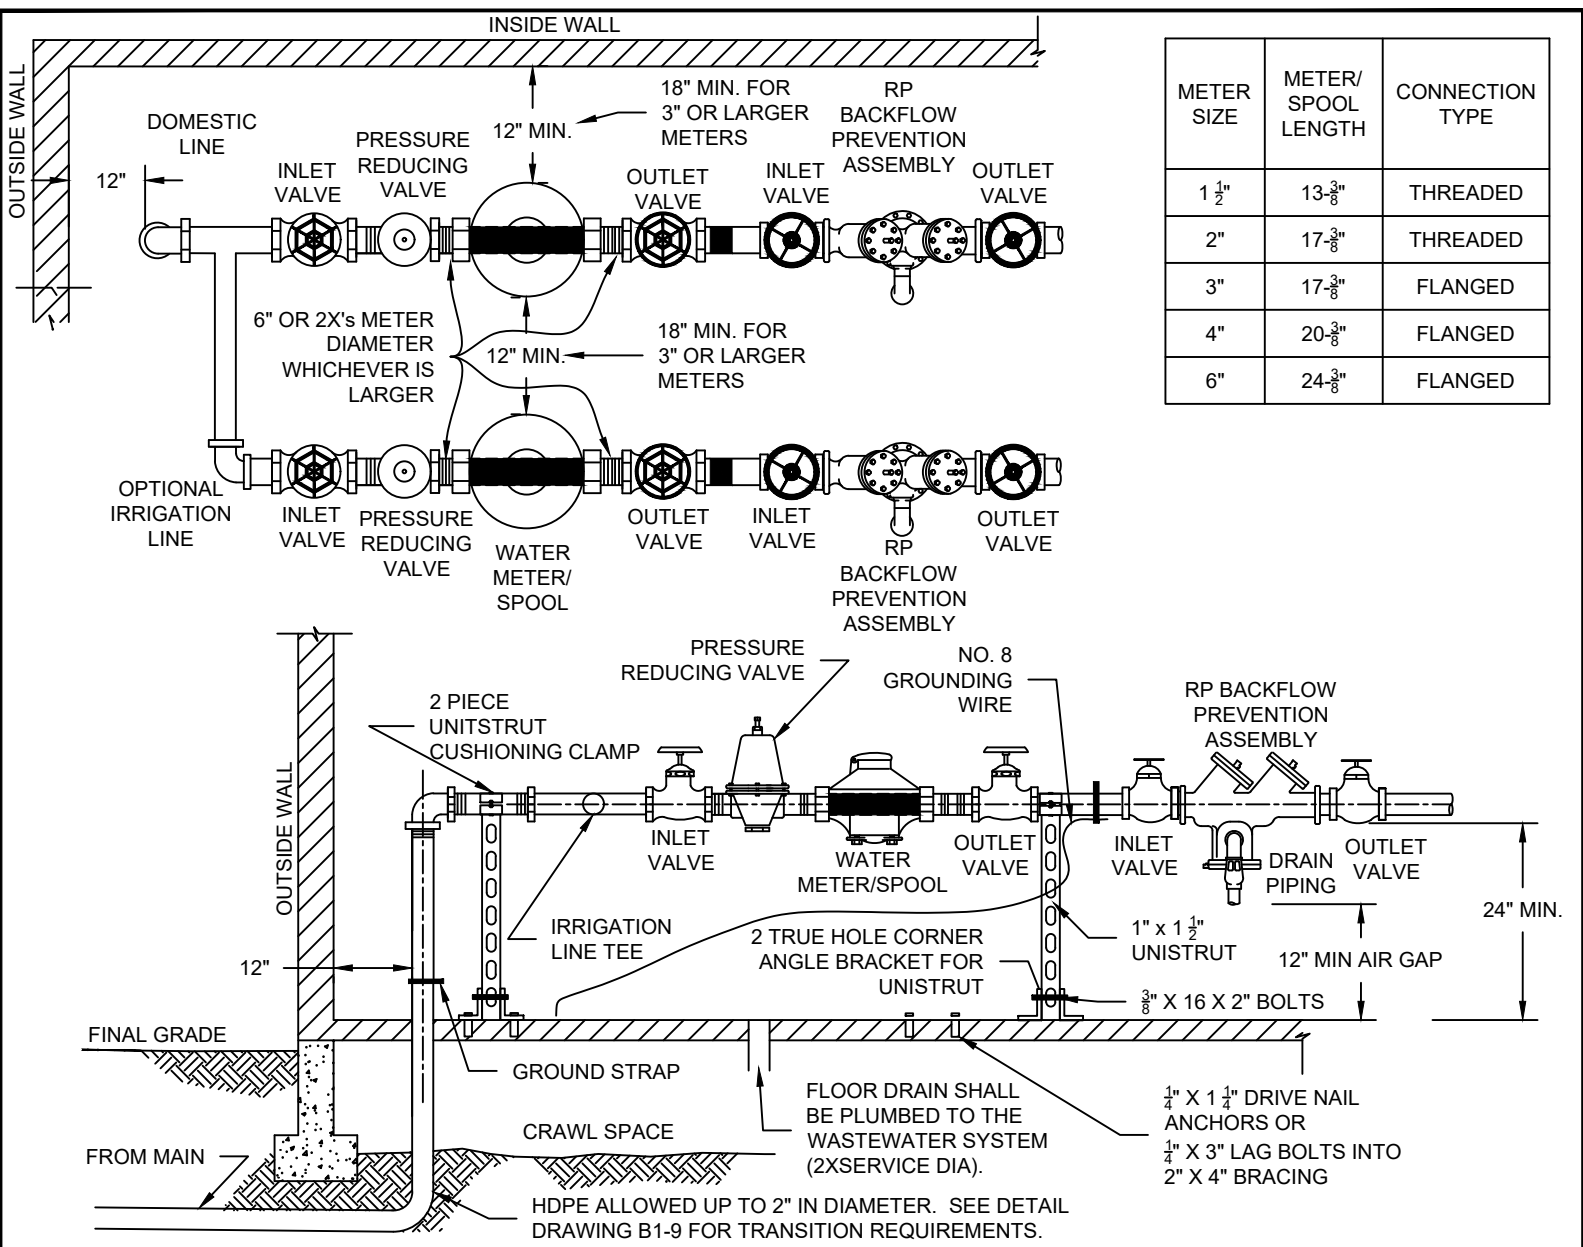 INSIDE WALL
OUTSIDE WALL
DOMESTIC
LINE
12"
INLET
VALVE
PRESSURE
REDUCING
VALVE
12" MIN.
18" MIN. FOR
3" OR LARGER
METERS
OUTLET
VALVE
INLET
VALVE
RP
BACKFLOW
PREVENTION
ASSEMBLY
OUTLET
VALVE
METER
SIZE
METER/
SPOOL
LENGTH
CONNECTION
TYPE
1 1/2" 13-3/8" THREADED
2" 17-3/8" THREADED
3" 17-3/8" FLANGED
4" 20-3/8" FLANGED
6" 24-3/8" FLANGED
6" OR 2X's METER
DIAMETER
WHICHEVER IS
LARGER
12" MIN.
18" MIN. FOR
3" OR LARGER
METERS
OPTIONAL
IRRIGATION
LINE
INLET
VALVE
PRESSURE
REDUCING
VALVE
WATER
METER/
SPOOL
OUTLET
VALVE
INLET
VALVE
RP
BACKFLOW
PREVENTION
ASSEMBLY
OUTLET
VALVE
PRESSURE
REDUCING VALVE
NO. 8
GROUNDING
WIRE
RP BACKFLOW
PREVENTION
ASSEMBLY
2 PIECE
UNITSTRUT
CUSHIONING CLAMP
OUTSIDE WALL
INLET
VALVE
WATER
METER/SPOOL
OUTLET
VALVE
INLET
VALVE
DRAIN
PIPING
OUTLET
VALVE
24" MIN.
12"
IRRIGATION
LINE TEE
2 TRUE HOLE CORNER
ANGLE BRACKET FOR
UNISTRUT
1" x 1 1/2"
UNISTRUT
12" MIN AIR GAP
3/8" X 16 X 2" BOLTS
FINAL GRADE
GROUND STRAP
FLOOR DRAIN SHALL
BE PLUMBED TO THE
WASTEWATER SYSTEM
(2XSERVICE DIA).
1/4" X 1 1/4" DRIVE NAIL
ANCHORS OR
1/4" X 3" LAG BOLTS INTO
2" X 4" BRACING
CRAWL SPACE
FROM MAIN
HDPE ALLOWED UP TO 2" IN DIAMETER. SEE DETAIL
DRAWING B1-9 FOR TRANSITION REQUIREMENTS.